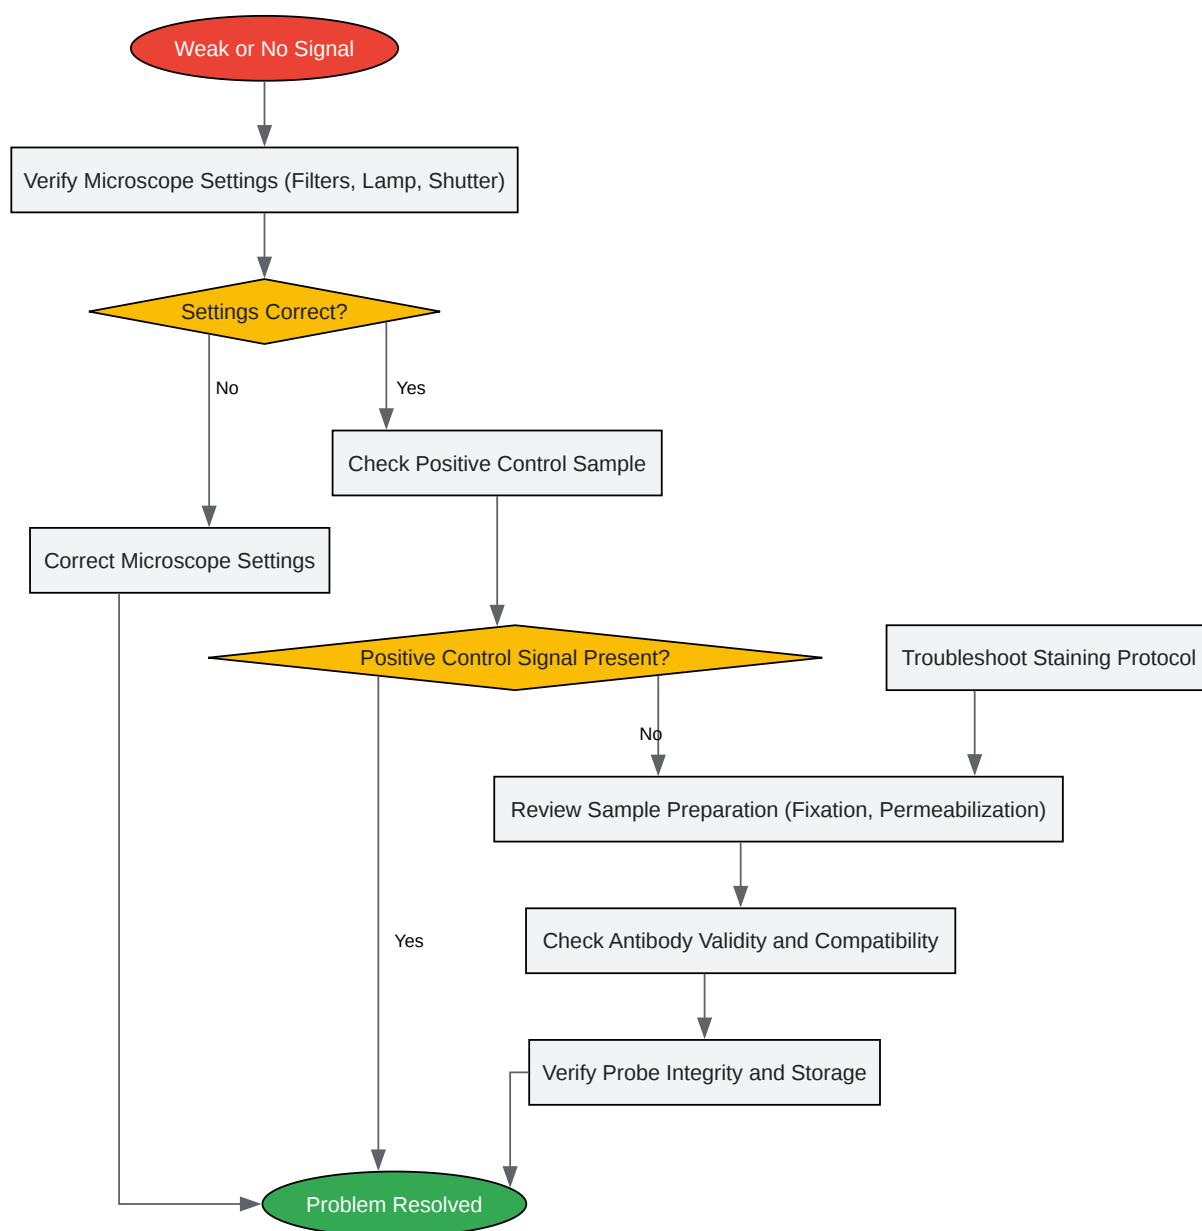 Weak or No Signal
Verify Microscope Settings (Filters, Lamp, Shutter)
Settings Correct?
No
Yes
Check Positive Control Sample
Correct Microscope Settings
Positive Control Signal Present?
Troubleshoot Staining Protocol
No
Review Sample Preparation (Fixation, Permeabilization)
Yes
Check Antibody Validity and Compatibility
Verify Probe Integrity and Storage
Problem Resolved